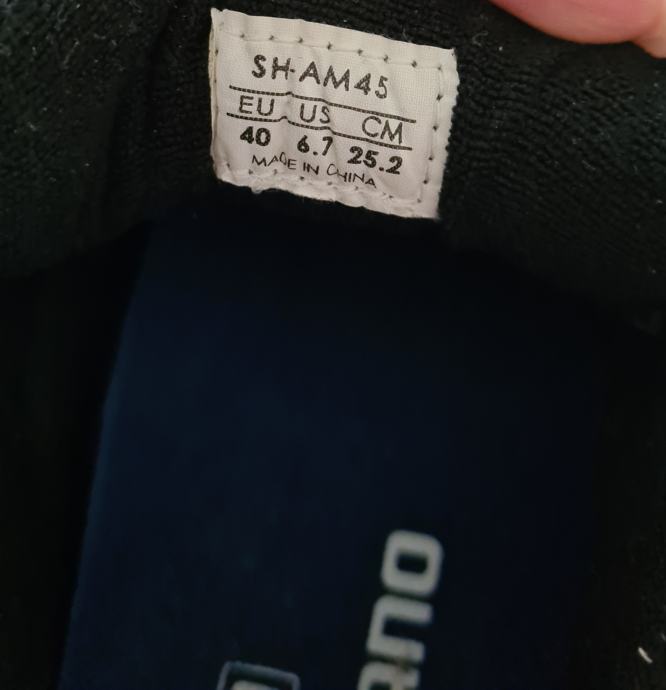 SH-AM45
EU US CM
40 6.7 25.2
MADE IN CHINA